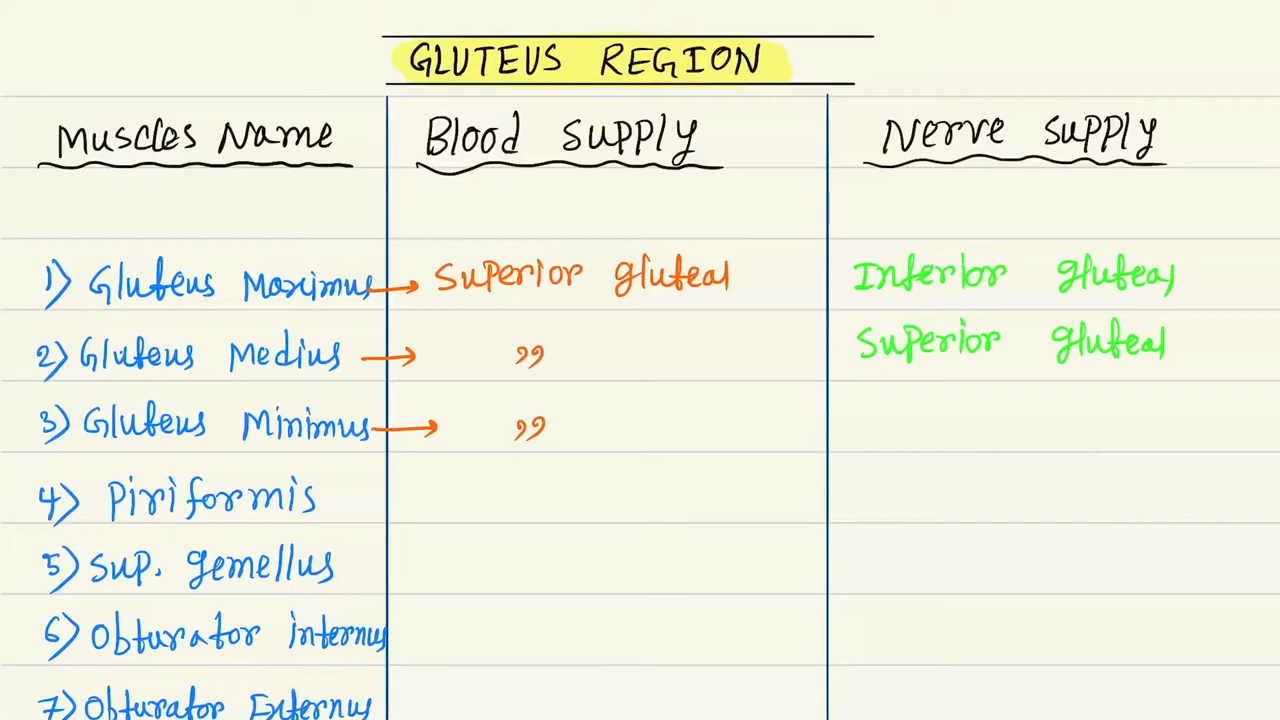 GLUTEUS REGION
Muscles Name Blood Supply Nerve Supply
1) Gluteus Maximus → Superior gluteal Inferior gluteal
2) Gluteus Medius → ,, Superior gluteal
3) Gluteus Minimus → ,,
4) Piriformis
5) Sup. gemellus
6) Obturator internus
7) Obturator Externus